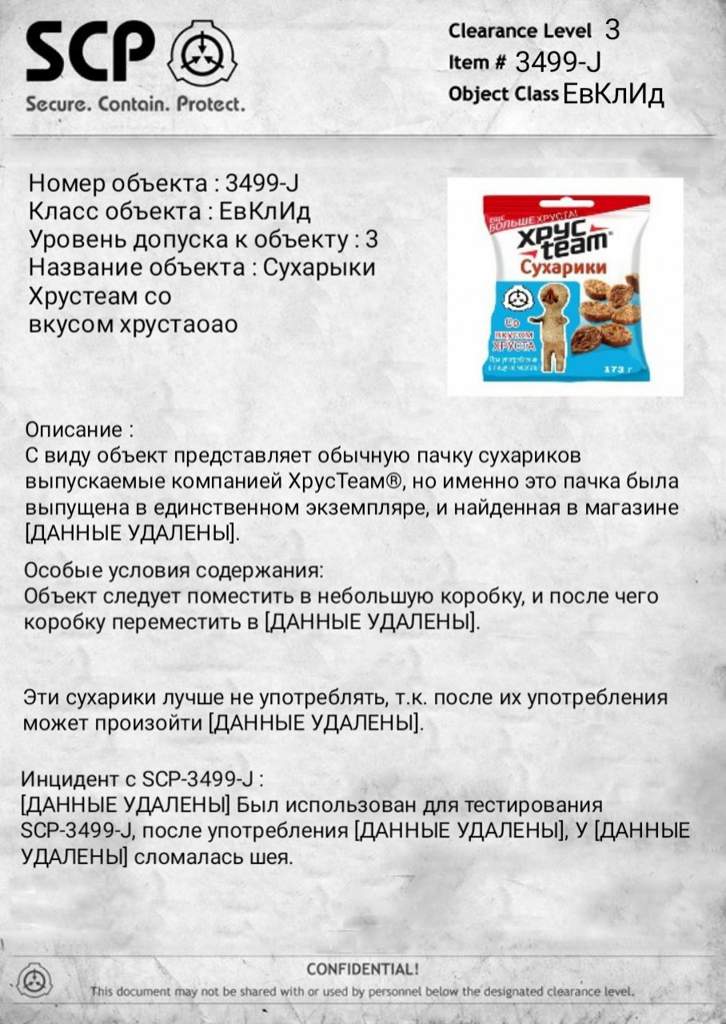 SCP
Secure. Contain. Protect.
Clearance Level 3
Item # 3499-J
Object Class ЕвКлИд
Номер объекта : 3499-J
Класс объекта : ЕвКлИд
Уровень допуска к объекту : 3
Название объекта : Сухарыки
Хрустеам со
вкусом хрустаоао
БОЛЬШЕ ХРУСТА!
хрус
team
Сухарики
Со
вкусом
ХРУСТА
173 г
Описание :
С виду объект представляет обычную пачку сухариков
выпускаемые компанией ХрусТеам®, но именно это пачка была
выпущена в единственном экземпляре, и найденная в магазине
[ДАННЫЕ УДАЛЕНЫ].
Особые условия содержания:
Объект следует поместить в небольшую коробку, и после чего
коробку переместить в [ДАННЫЕ УДАЛЕНЫ].
Эти сухарики лучше не употреблять, т.к. после их употребления
может произойти [ДАННЫЕ УДАЛЕНЫ].
Инцидент с SCP-3499-J :
[ДАННЫЕ УДАЛЕНЫ] Был использован для тестирования
SCP-3499-J, после употребления [ДАННЫЕ УДАЛЕНЫ], У [ДАННЫЕ
УДАЛЕНЫ] сломалась шея.
CONFIDENTIAL!
This document may not be shared with or used by personnel below the designated clearance level.